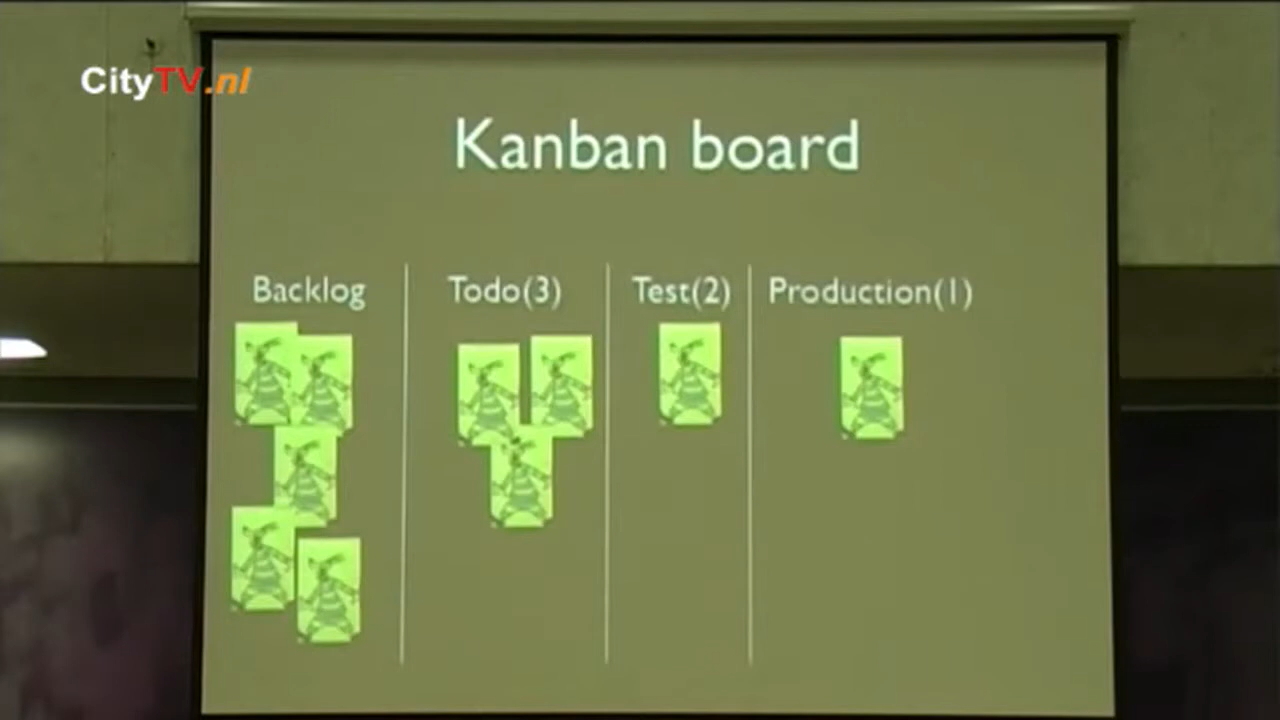 CityTV.nl
Kanban board
Backlog
Todo(3)
Test(2)
Production(1)